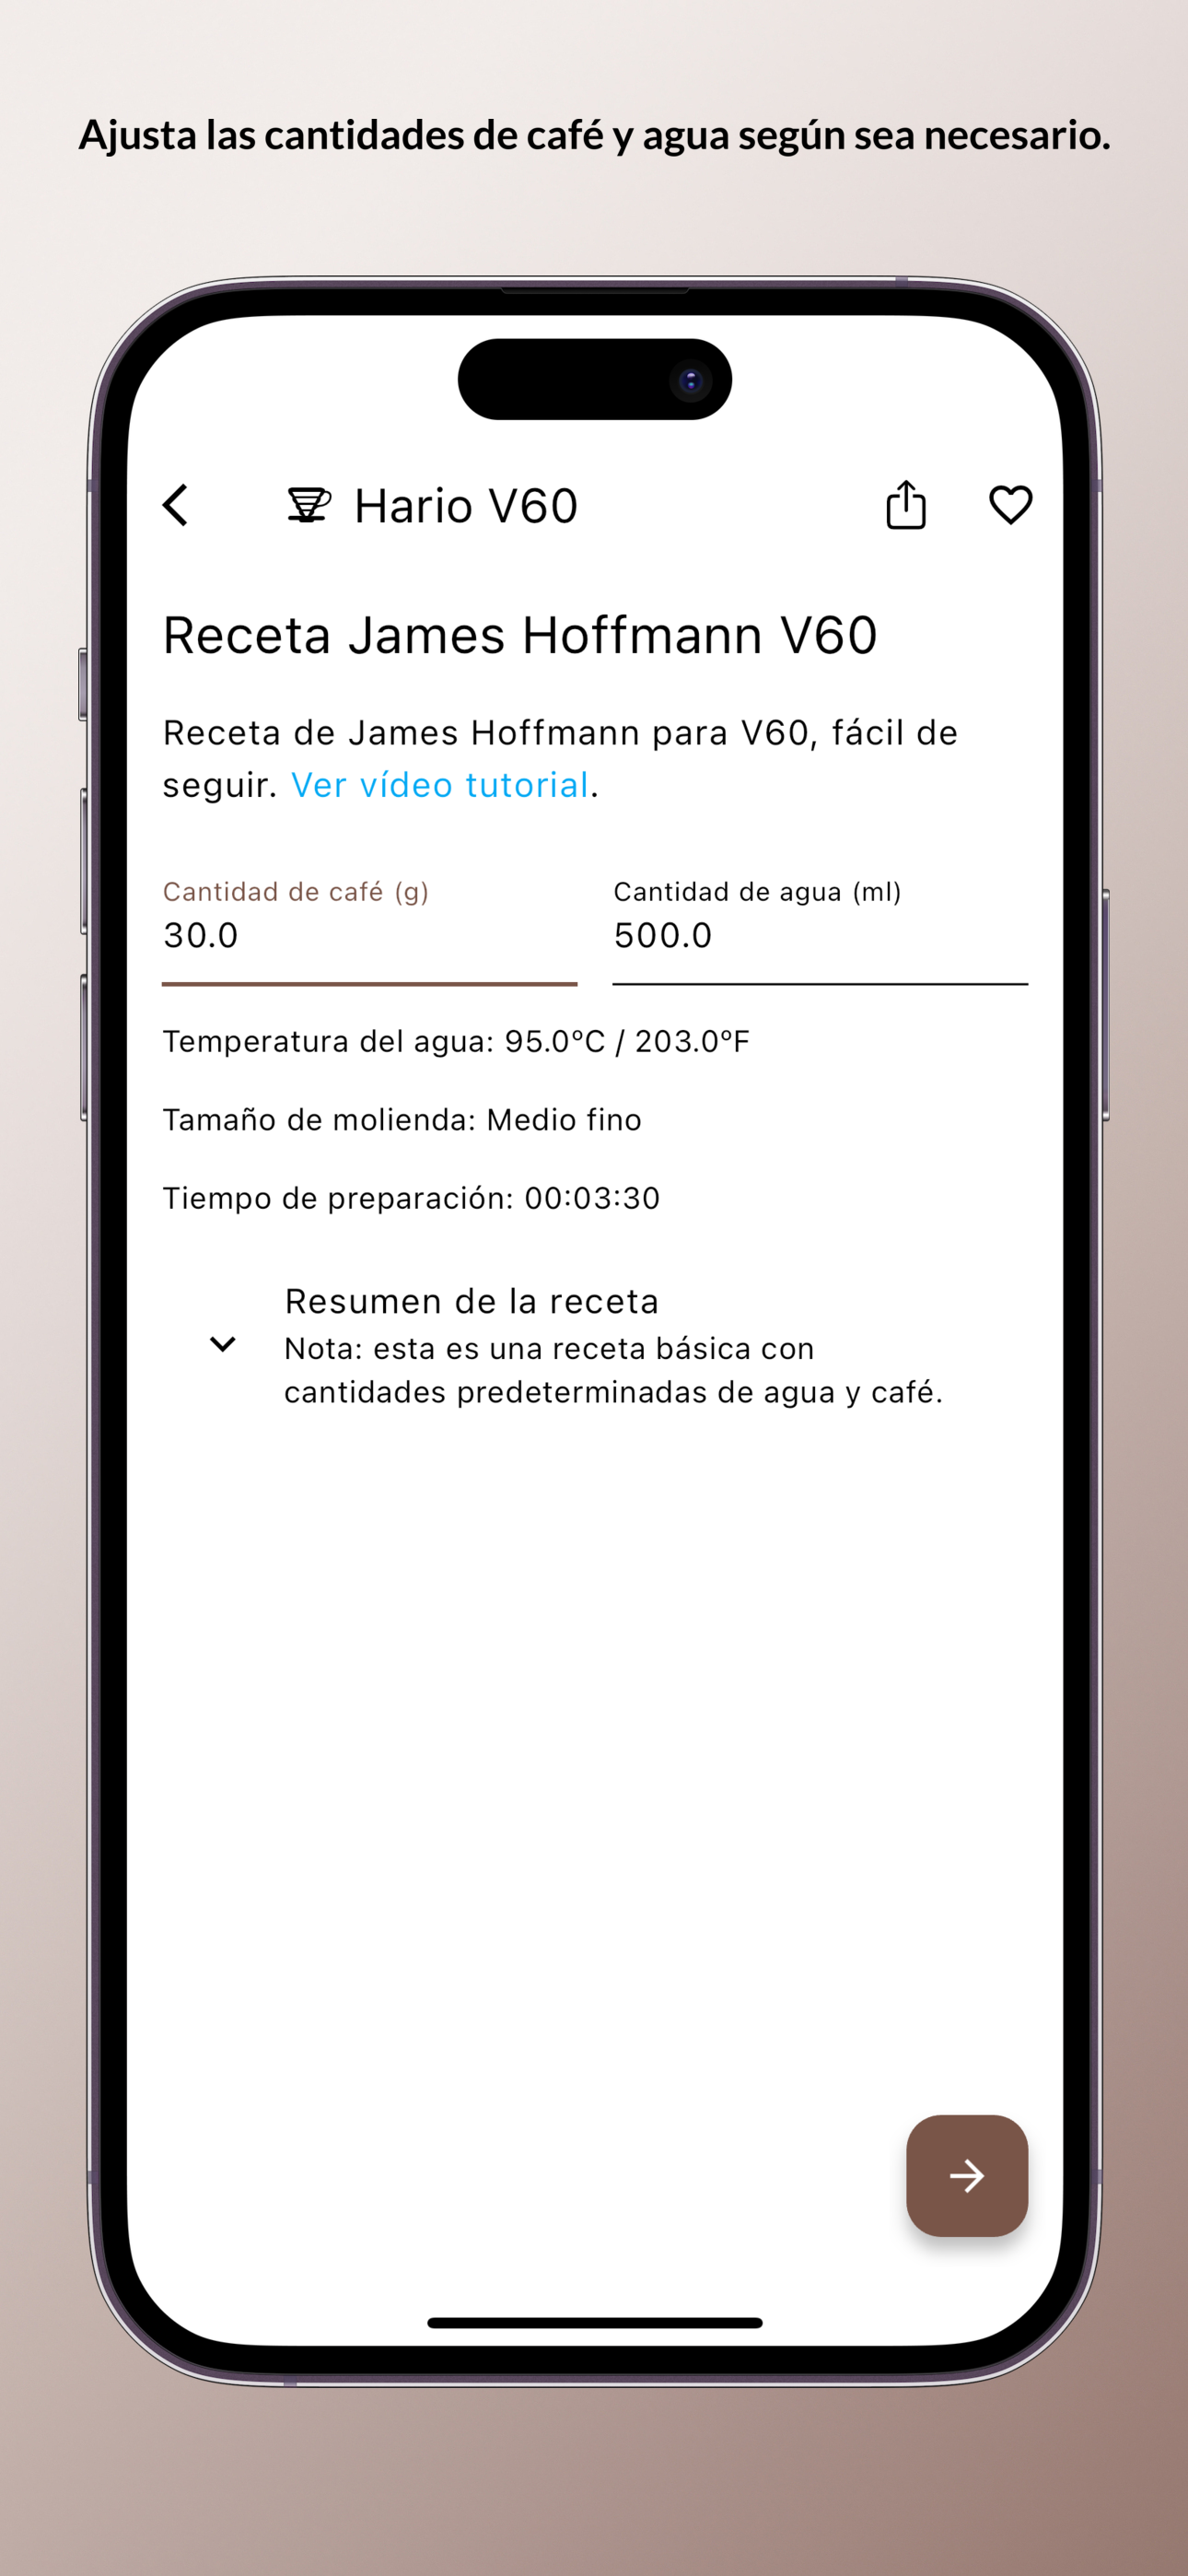 Ajusta las cantidades de café y agua según sea necesario.
Hario V60
Receta James Hoffmann V60
Receta de James Hoffmann para V60, fácil de
seguir. Ver vídeo tutorial.
Cantidad de café (g)
Cantidad de agua (ml)
30.0
500.0
Temperatura del agua: 95.0ºC / 203.0ºF
Tamaño de molienda: Medio fino
Tiempo de preparación: 00:03:30
Resumen de la receta
Nota: esta es una receta básica con
cantidades predeterminadas de agua y café.